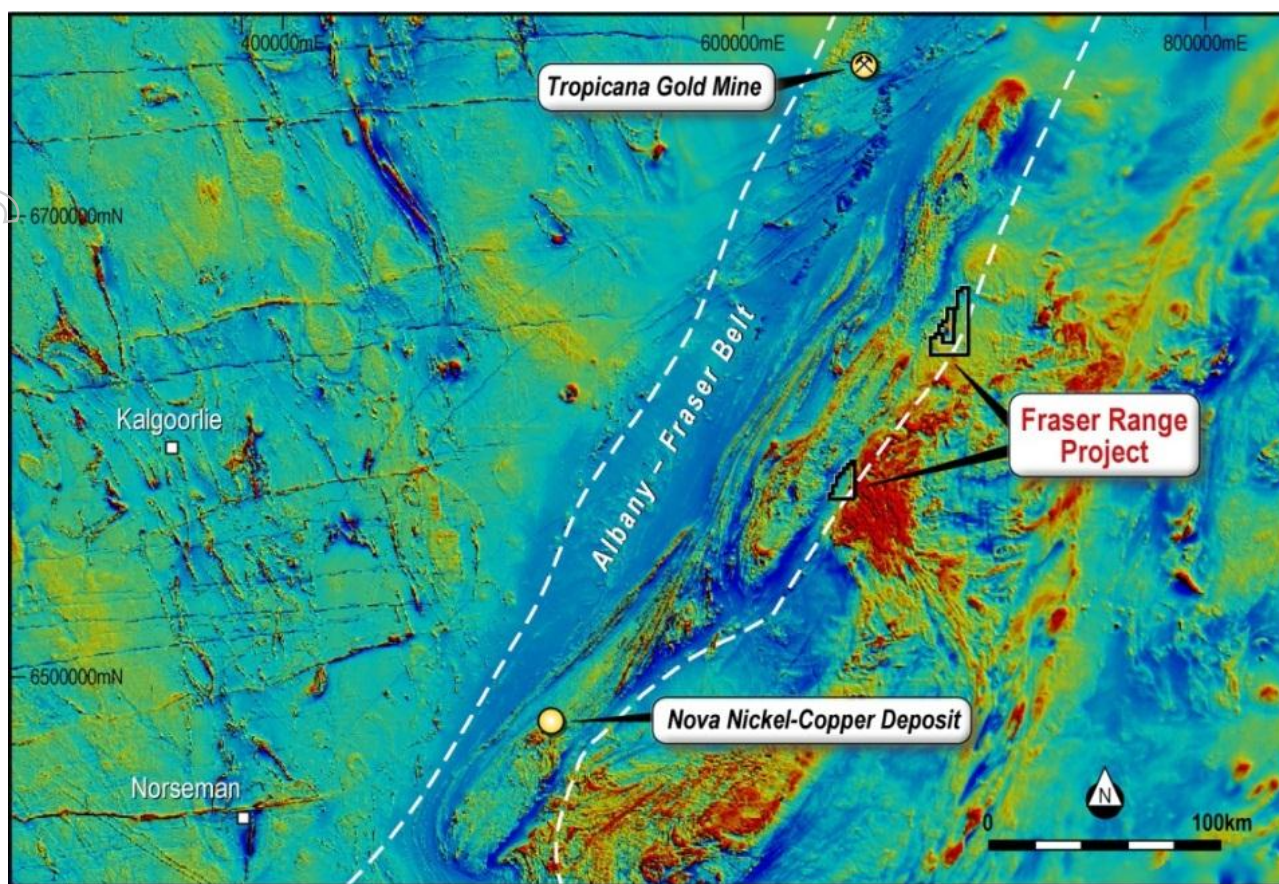 400000mE
600000mE
800000mE
Tropicana Gold Mine
6700000mN
Albany – Fraser Belt
Kalgoorlie
Fraser Range
Project
6500000mN
Nova Nickel-Copper Deposit
Norseman
N
0
100km